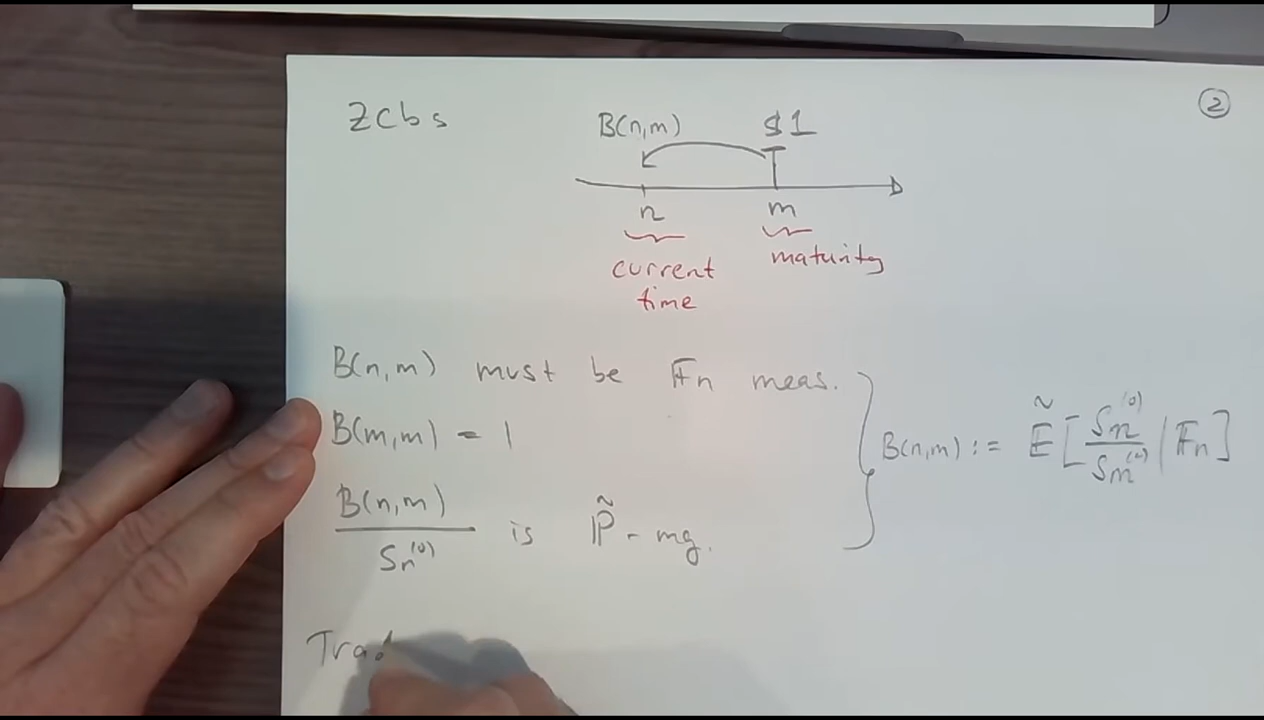 ②
Zcbs
B(n,m) $1
n m
current time
maturity
B(n,m) must be 𝔽n meas.
B(m,m) = 1
B(n,m) / Sn^(0) is ℙ̃ - mg.
B(n,m) := 𝔼̃ [ Sn^(0) / Sm^(0) | 𝔽n ]